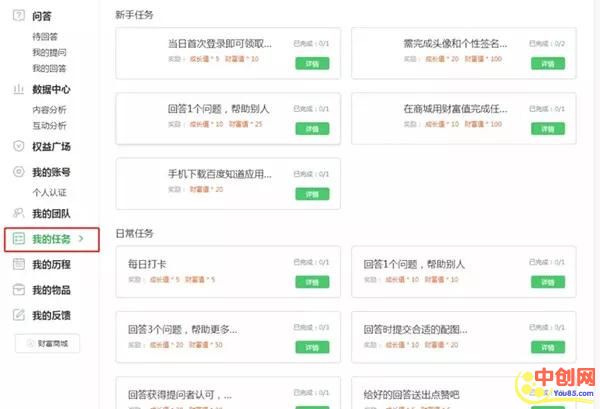 问答
待回答
我的提问
我的回答
数据中心
内容分析
互动分析
权益广场
我的账号
个人认证
我的团队
我的任务
我的历程
我的物品
我的反馈
财富商城
新手任务
当日首次登录即可领取... 已完成：0/1
奖励： 成长值 * 5 财富值 * 10 详情
需完成头像和个性签名... 已完成：0/2
奖励： 成长值 * 20 财富值 * 100 详情
回答1个问题，帮助别人 已完成：0/1
奖励： 成长值 * 10 财富值 * 25 详情
在商城用财富值完成任... 已完成：0/1
奖励： 成长值 * 10 财富值 * 100 详情
手机下载百度知道应用... 已完成：0/1
奖励： 财富值 * 20 详情
日常任务
每日打卡 已完成：0/1
奖励： 成长值 * 5 财富值 * 5 详情
回答1个问题，帮助别人 已完成：0/1
奖励： 成长值 * 10 财富值 * 10 详情
回答3个问题，帮助更多... 已完成：0/3
奖励： 成长值 * 20 财富值 * 50 详情
回答时提交合适的配图... 已完成：0/1
奖励： 成长值 * 20 财富值 * 20 详情
回答获得提问者认可，... 已完成：0/1
给好的回答送出点赞吧
中创网
You85.com